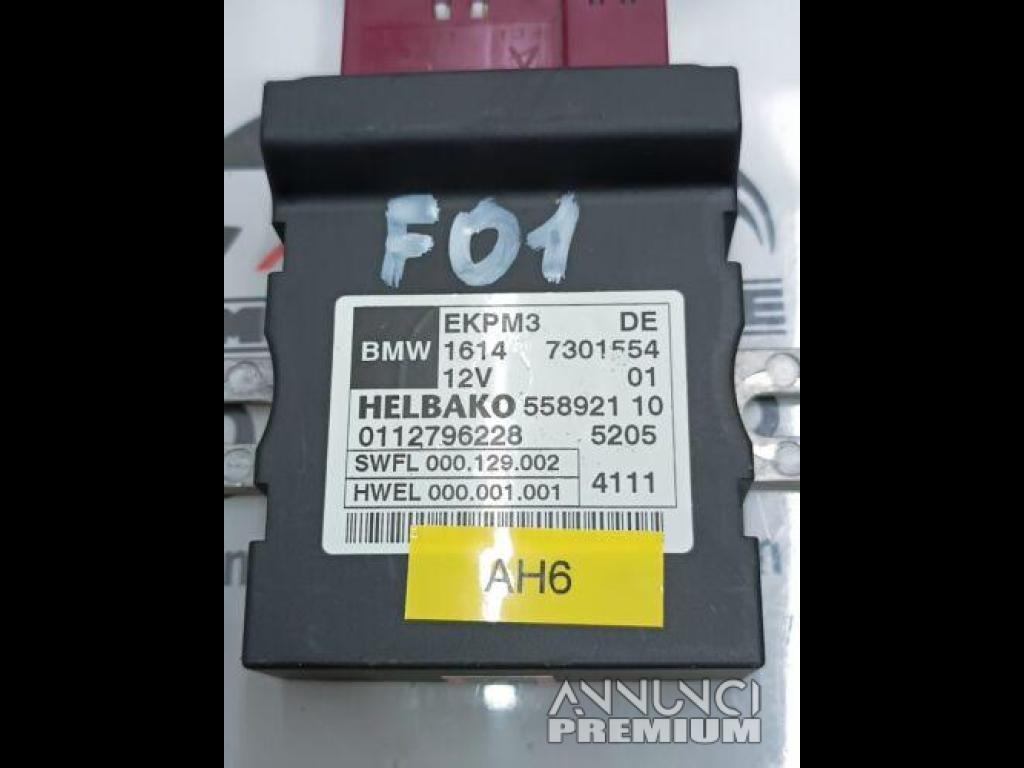 F01
EKPM3 DE
BMW 1614 7301554
12V 01
HELBAKO 558921 10
0112796228 5205
SWFL 000.129.002
HWEL 000.001.001 4111
AH6
ANNUNCI
PREMIUM